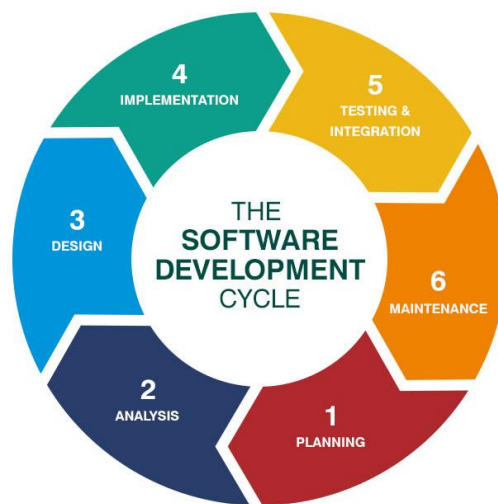 THE
SOFTWARE
DEVELOPMENT
CYCLE
1
PLANNING
2
ANALYSIS
3
DESIGN
4
IMPLEMENTATION
5
TESTING &
INTEGRATION
6
MAINTENANCE